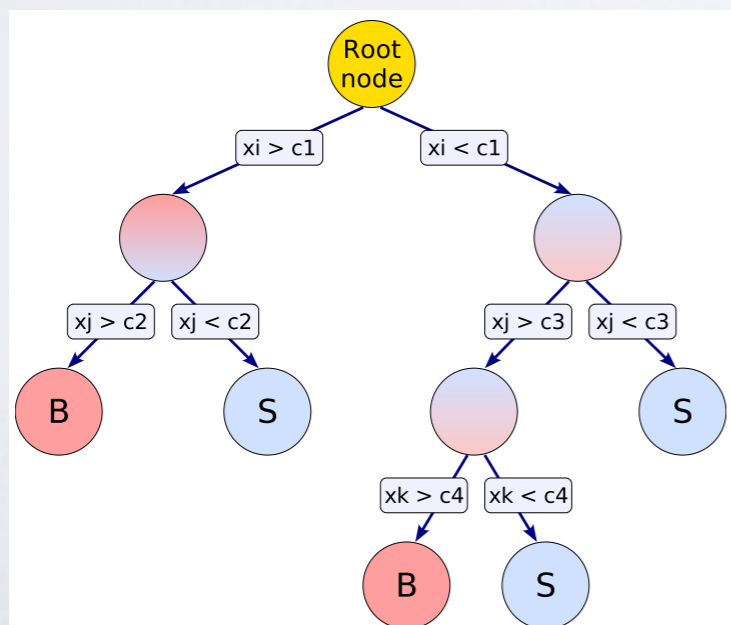 Root
node
xi > c1
xi < c1
xj > c2
xj < c2
xj > c3
xj < c3
B
S
S
xk > c4
xk < c4
B
S